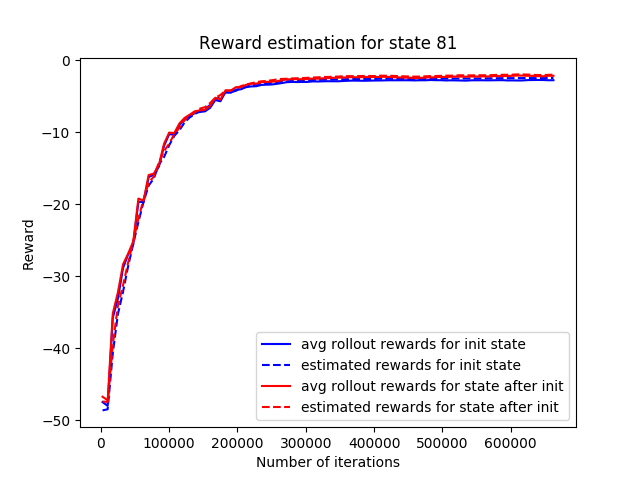 Reward estimation for state 81
Reward
0
−10
−20
−30
−40
−50
avg rollout rewards for init state
estimated rewards for init state
avg rollout rewards for state after init
estimated rewards for state after init
0 100000 200000 300000 400000 500000 600000
Number of iterations